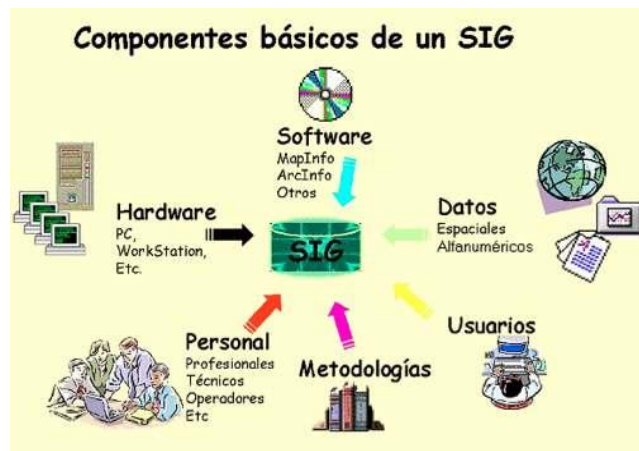 Componentes básicos de un SIG
Software
MapInfo
ArcInfo
Otros
Hardware
PC,
WorkStation,
Etc.
SIG
Datos
Espaciales
Alfanuméricos
Personal
Profesionales
Técnicos
Operadores
Etc
Metodologías
Usuarios